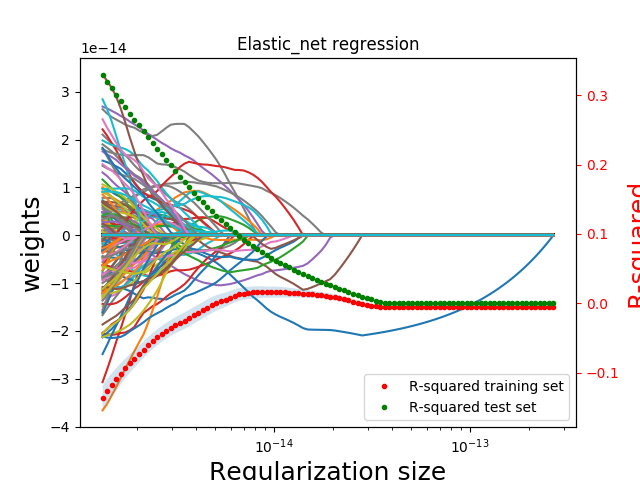 Elastic_net regression
1e−14
3
2
1
0
−1
−2
−3
−4
weights
0.3
0.2
0.1
0.0
−0.1
R-squared
R-squared training set
R-squared test set
10⁻¹⁴
10⁻¹³
Regularization size